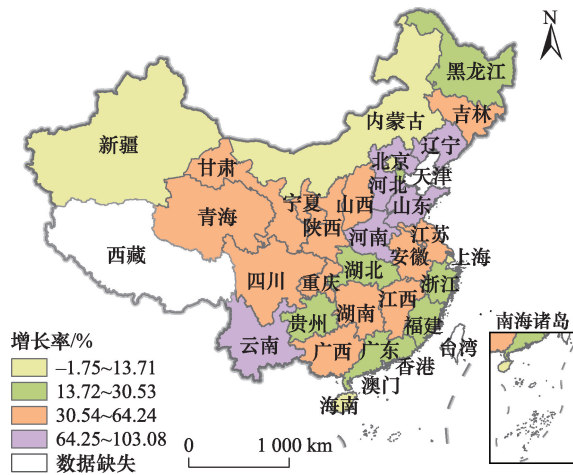 N
黑龙江
吉林
内蒙古
辽宁
新疆
北京
天津
甘肃
河北
宁夏
山西
山东
青海
陕西
河南
江苏
西藏
安徽
上海
四川
重庆
湖北
浙江
江西
湖南
贵州
福建
南海诸岛
云南
台湾
广西
广东
香港
澳门
海南
增长率/%
–1.75~13.71
13.72~30.53
30.54~64.24
64.25~103.08
数据缺失
0 1 000 km